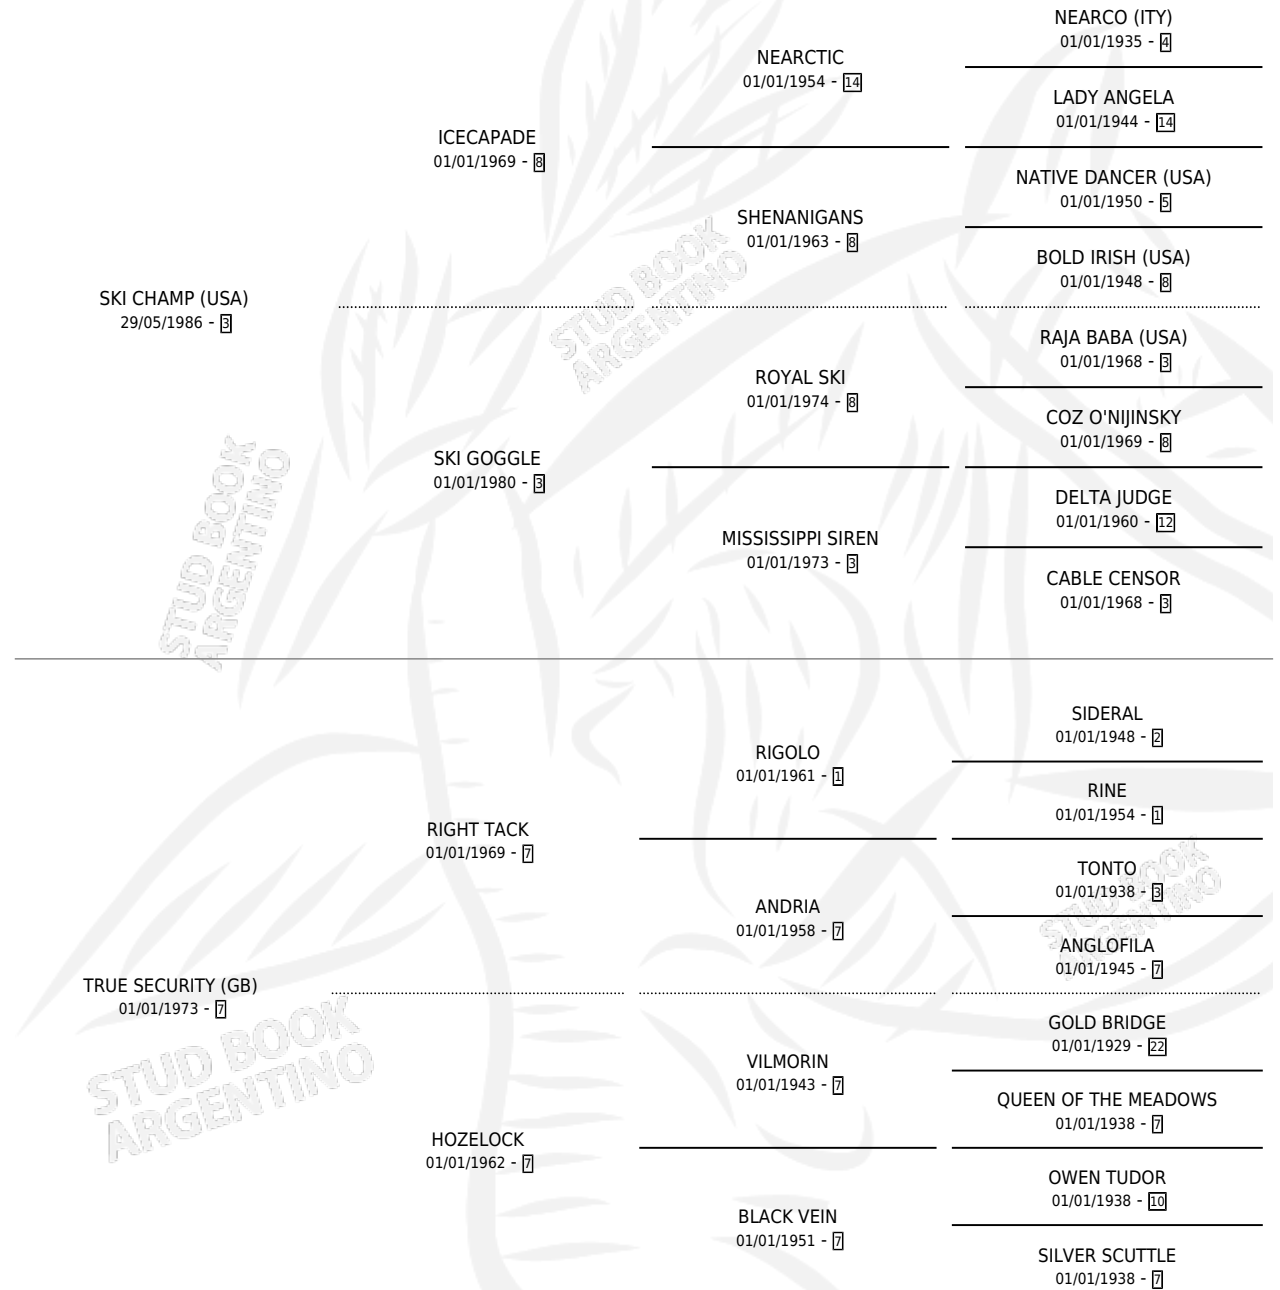 NEARCO (ITY)
01/01/1935 - 4
NEARCTIC
01/01/1954 - 14
LADY ANGELA
01/01/1944 - 14
ICECAPADE
01/01/1969 - 8
NATIVE DANCER (USA)
01/01/1950 - 5
SHENANIGANS
01/01/1963 - 8
BOLD IRISH (USA)
01/01/1948 - 8
SKI CHAMP (USA)
29/05/1986 - 3
STUD BOOK
ARGENTINO
RAJA BABA (USA)
01/01/1968 - 3
ROYAL SKI
01/01/1974 - 8
COZ O'NIJINSKY
01/01/1969 - 8
SKI GOGGLE
01/01/1980 - 3
DELTA JUDGE
01/01/1960 - 12
MISSISSIPPI SIREN
01/01/1973 - 3
CABLE CENSOR
01/01/1968 - 3
STUD BOOK
ARGENTINO
SIDERAL
01/01/1948 - 2
RIGOLO
01/01/1961 - 1
RINE
01/01/1954 - 1
RIGHT TACK
01/01/1969 - 7
TONTO
01/01/1938 - 3
ANDRIA
01/01/1958 - 7
STUD BOOK
ARGENTINO
ANGLOFILA
01/01/1945 - 7
TRUE SECURITY (GB)
01/01/1973 - 7
GOLD BRIDGE
01/01/1929 - 22
VILMORIN
01/01/1943 - 7
STUD BOOK
ARGENTINO
QUEEN OF THE MEADOWS
01/01/1938 - 7
HOZELOCK
01/01/1962 - 7
OWEN TUDOR
01/01/1938 - 10
BLACK VEIN
01/01/1951 - 7
SILVER SCUTTLE
01/01/1938 - 7